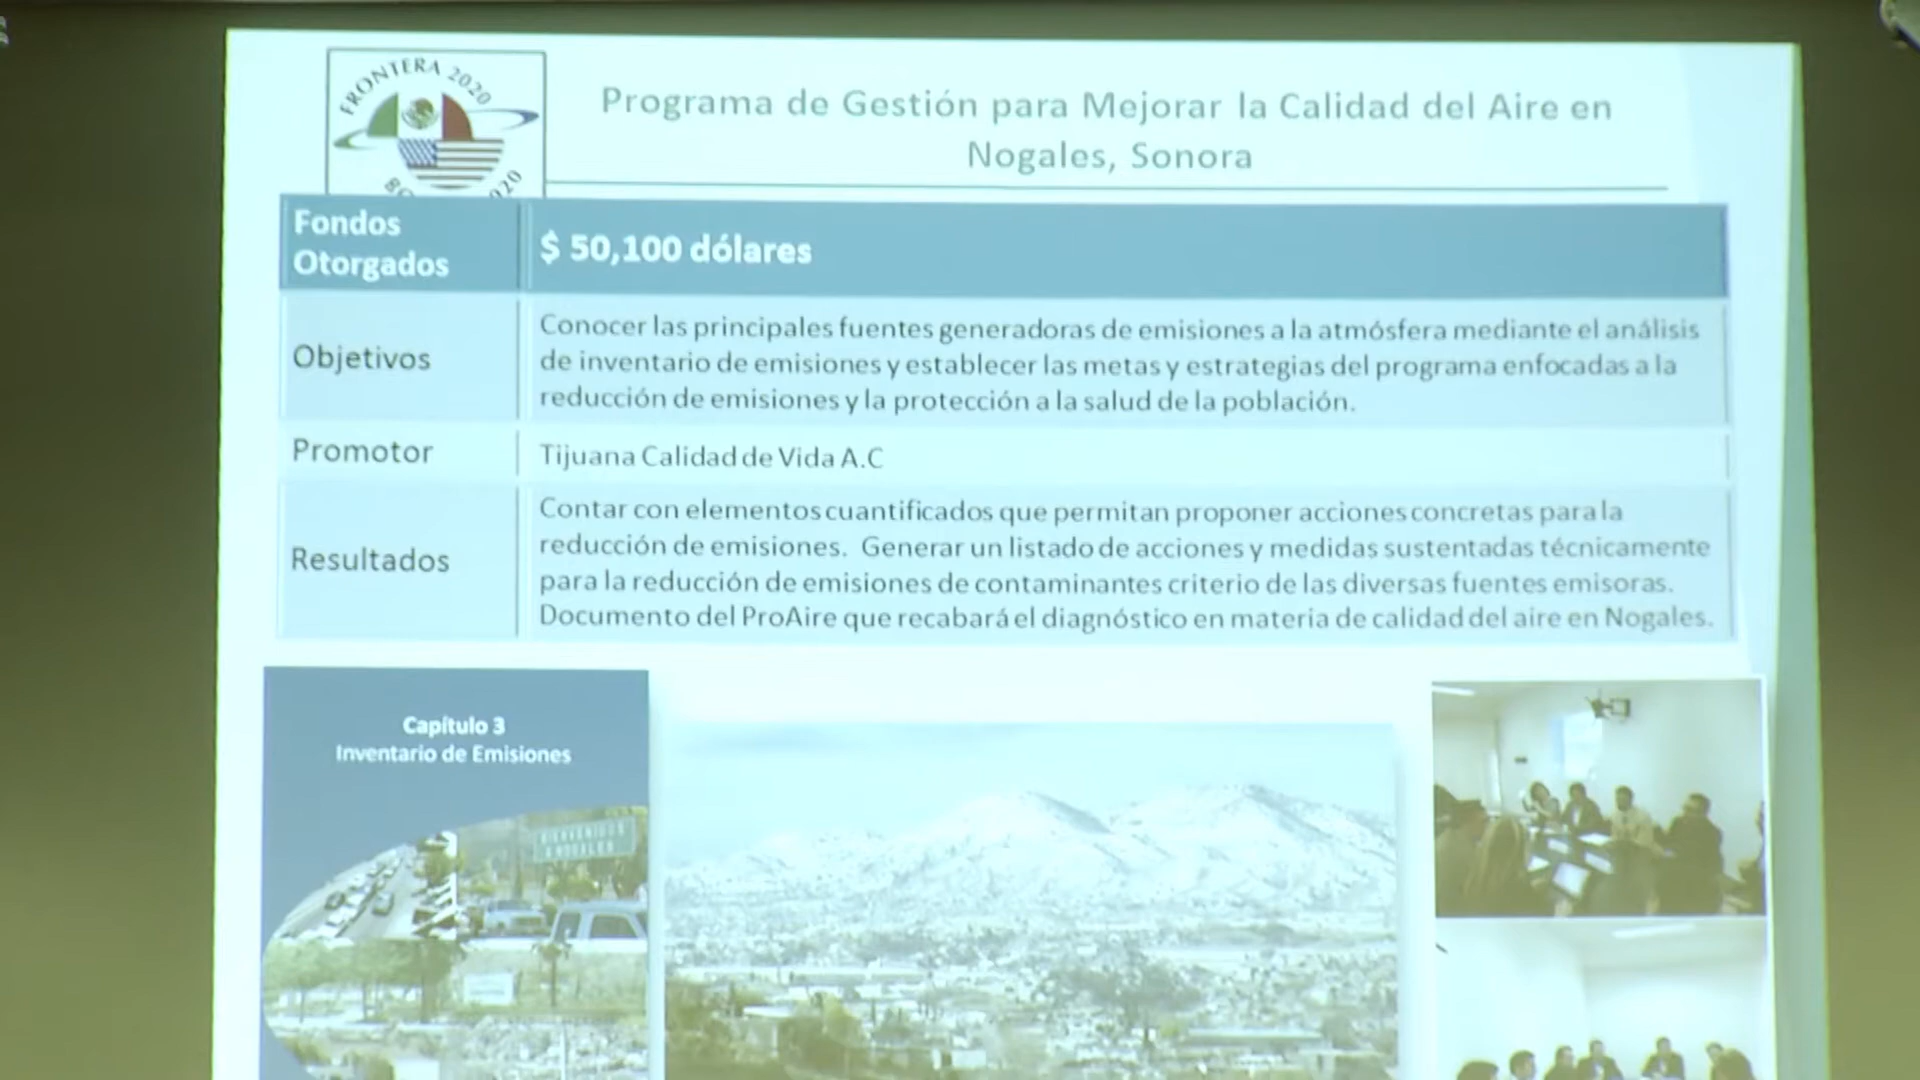 FRONTERA 2020
Programa de Gestión para Mejorar la Calidad del Aire en
Nogales, Sonora
Fondos
Otorgados
$ 50,100 dólares
Objetivos
Conocer las principales fuentes generadoras de emisiones a la atmósfera mediante el análisis
de inventario de emisiones y establecer las metas y estrategias del programa enfocadas a la
reducción de emisiones y la protección a la salud de la población.
Promotor
Tijuana Calidad de Vida A.C
Resultados
Contar con elementos cuantificados que permitan proponer acciones concretas para la
reducción de emisiones. Generar un listado de acciones y medidas sustentadas técnicamente
para la reducción de emisiones de contaminantes criterio de las diversas fuentes emisoras.
Documento del ProAire que recabará el diagnóstico en materia de calidad del aire en Nogales.
Capítulo 3
Inventario de Emisiones
BIENVENIDOS
A NOGALES